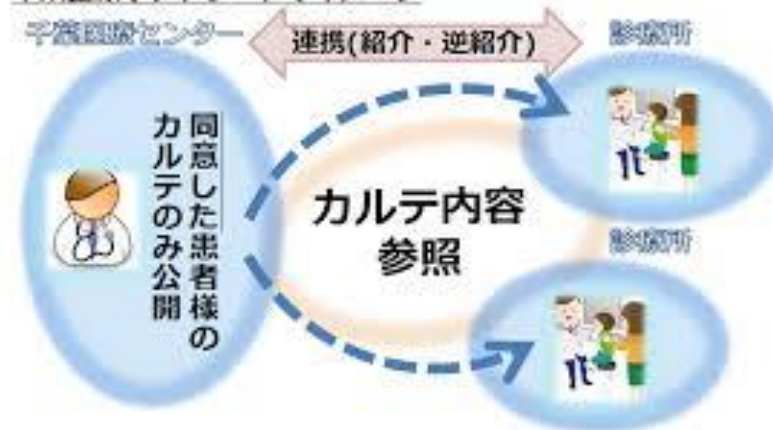 千葉医療センター
連携(紹介・逆紹介)
診療所
同意した患者様の
カルテのみ公開
カルテ内容
参照
診療所